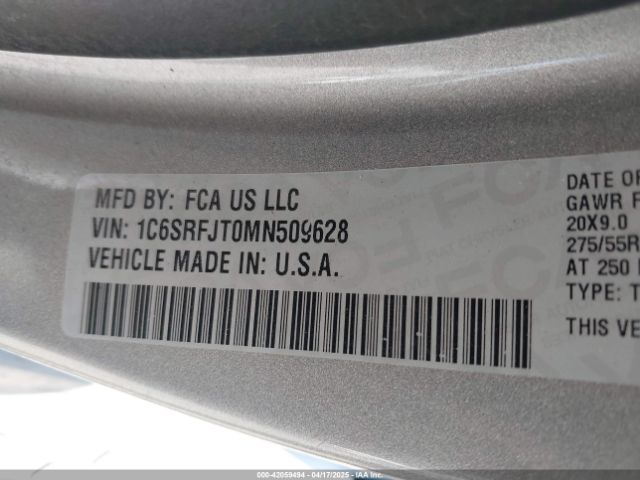 MFD BY: FCA US LLC
VIN: 1C6SRFJT0MN509628
VEHICLE MADE IN: U.S.A.
DATE OF
GAWR F
20X9.0
275/55R
AT 250
TYPE: T
THIS VE
000-42059494 - 04/17/2025 - IAA Inc.